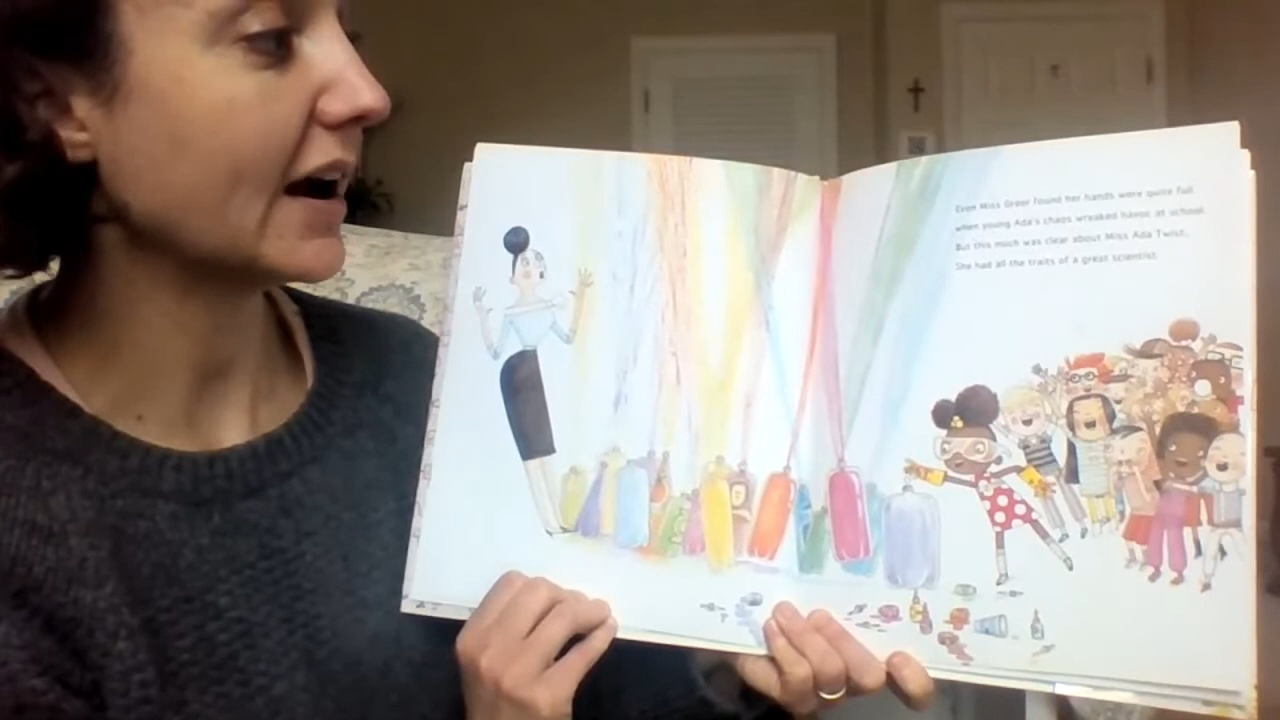 Even Miss Greer found her hands were quite full
when young Ada's chaos wreaked havoc at school.
But this much was clear about Miss Ada Twist:
She had all the traits of a great scientist.